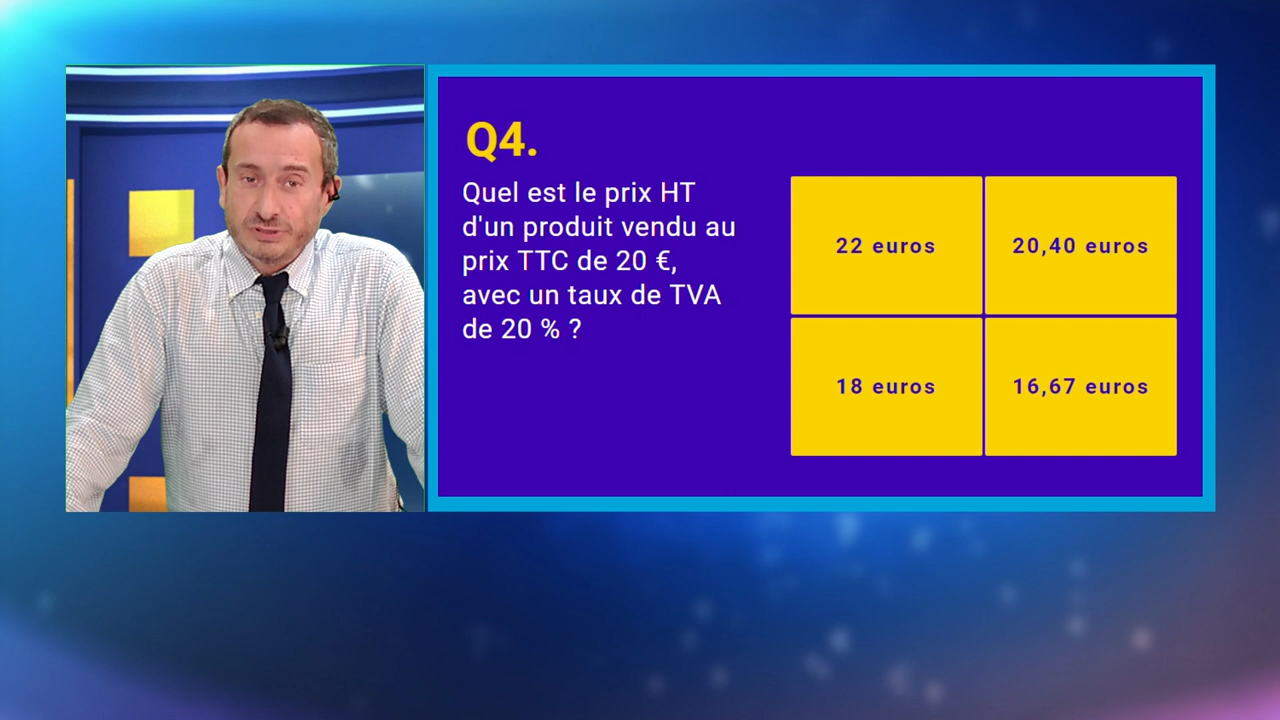 Q4.
Quel est le prix HT
d'un produit vendu au
prix TTC de 20 €,
avec un taux de TVA
de 20 % ?
22 euros
20,40 euros
18 euros
16,67 euros